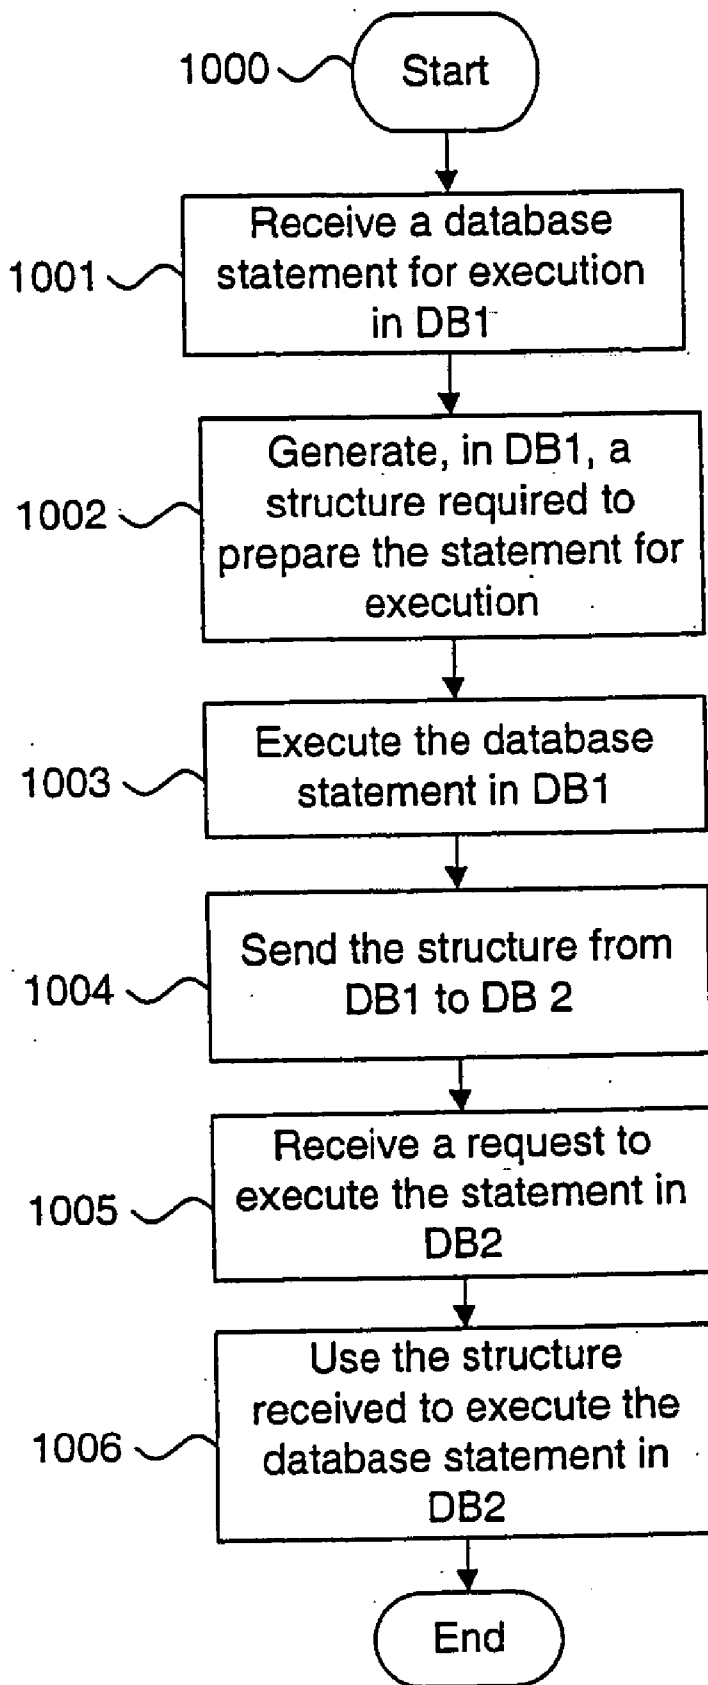 1000
Start
1001
Receive a database
statement for execution
in DB1
1002
Generate, in DB1, a
structure required to
prepare the statement for
execution
1003
Execute the database
statement in DB1
1004
Send the structure from
DB1 to DB 2
1005
Receive a request to
execute the statement in
DB2
1006
Use the structure
received to execute the
database statement in
DB2
End